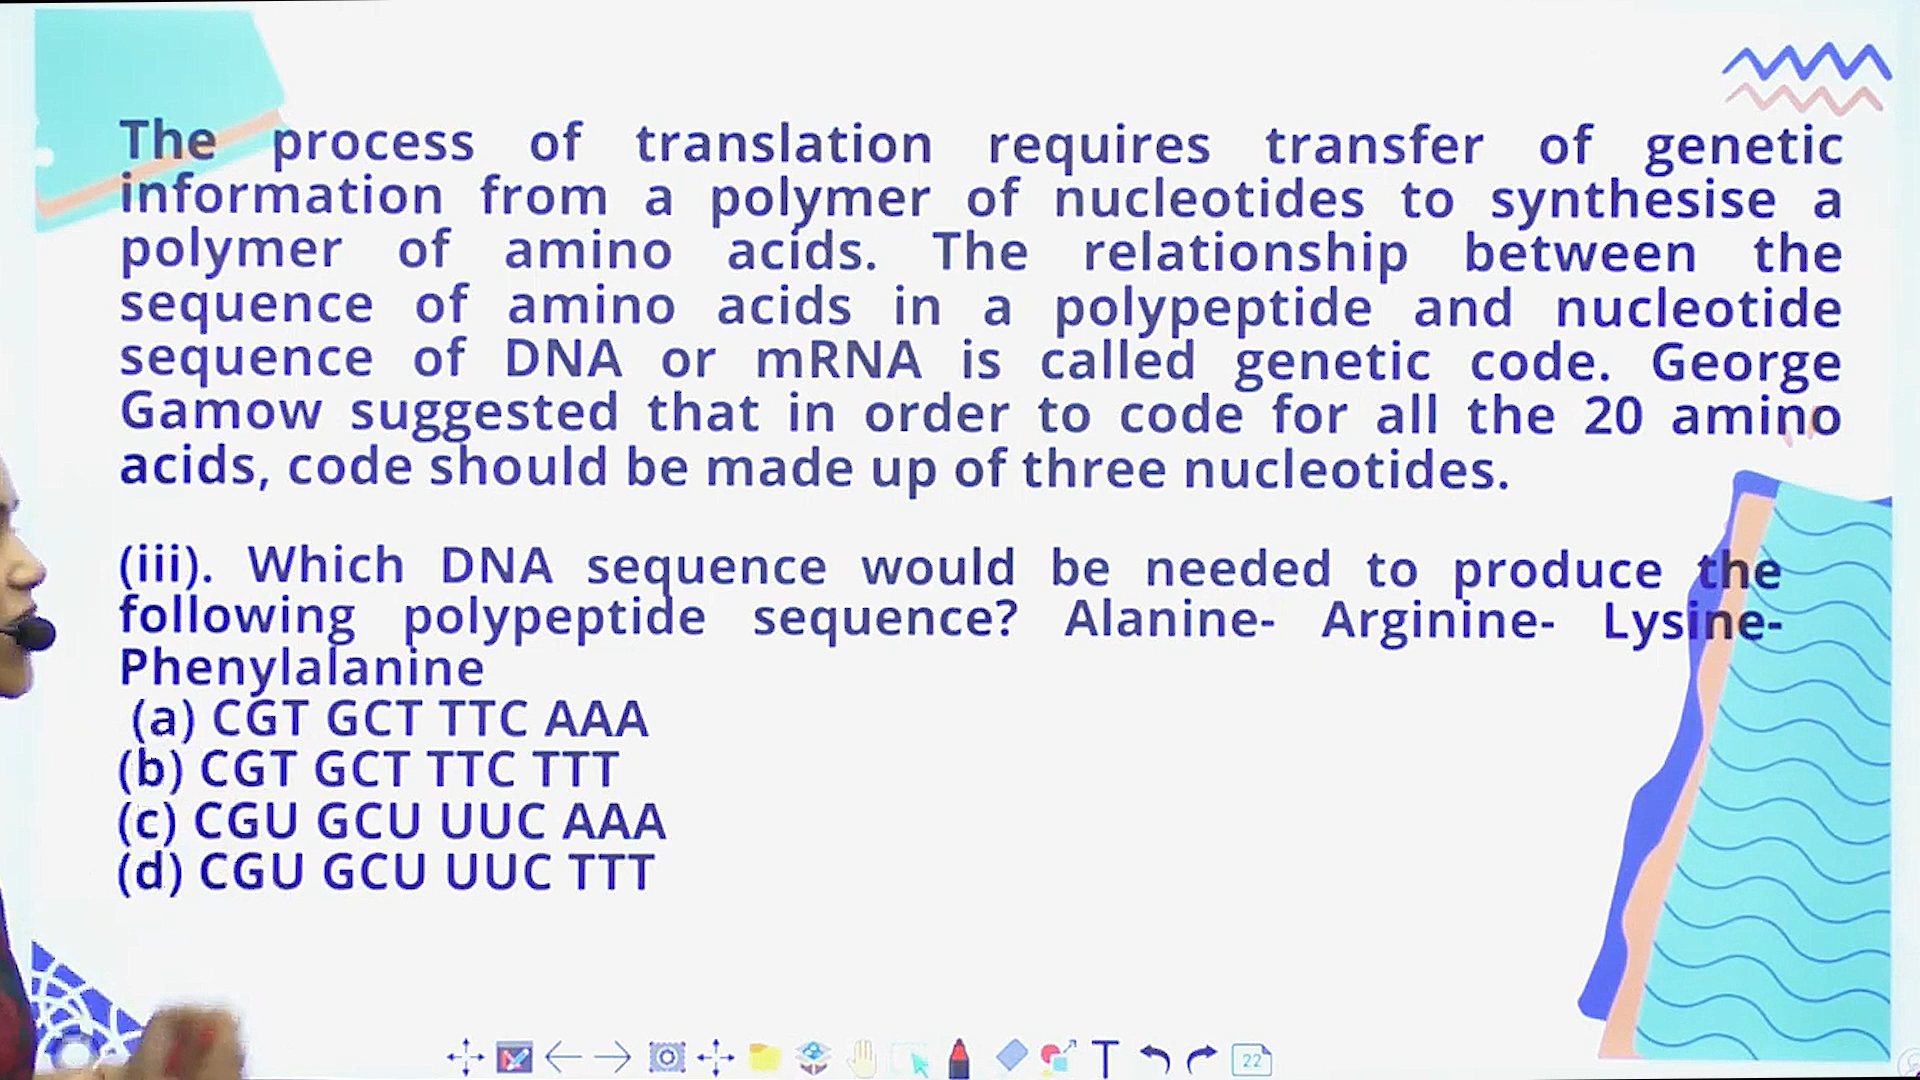 The process of translation requires transfer of genetic
information from a polymer of nucleotides to synthesise a
polymer of amino acids. The relationship between the
sequence of amino acids in a polypeptide and nucleotide
sequence of DNA or mRNA is called genetic code. George
Gamow suggested that in order to code for all the 20 amino
acids, code should be made up of three nucleotides.
(iii). Which DNA sequence would be needed to produce the
following polypeptide sequence? Alanine- Arginine- Lysine-
Phenylalanine
(a) CGT GCT TTC AAA
(b) CGT GCT TTC TTT
(c) CGU GCU UUC AAA
(d) CGU GCU UUC TTT
T
22